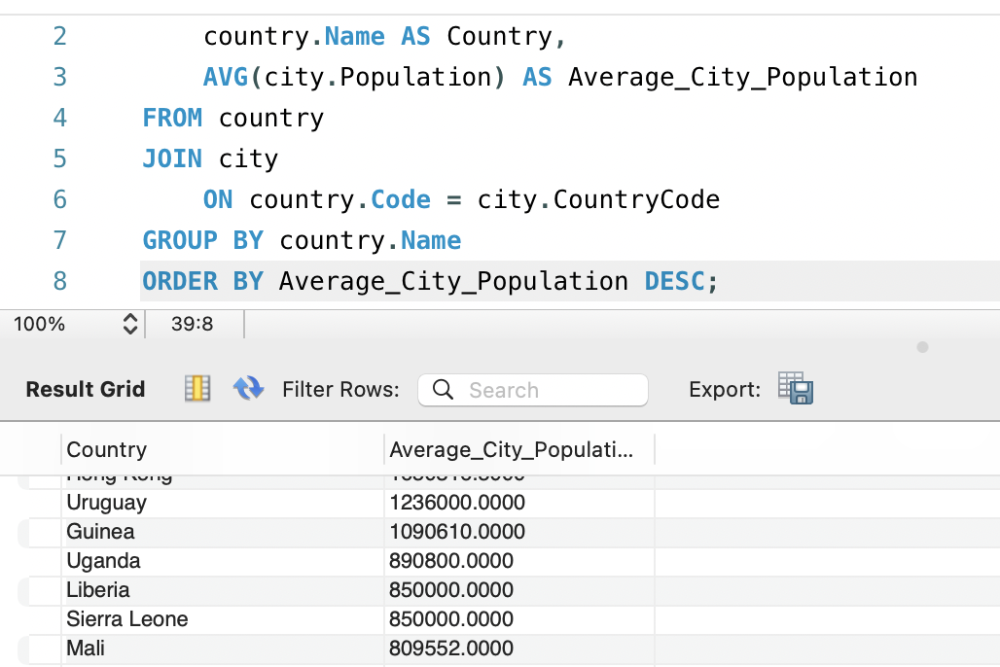 2 country.Name AS Country,
3 AVG(city.Population) AS Average_City_Population
4 FROM country
5 JOIN city
6 ON country.Code = city.CountryCode
7 GROUP BY country.Name
8 ORDER BY Average_City_Population DESC;
100% 39:8
Result Grid Filter Rows: Search Export:
Country Average_City_Populati...
Hong Kong
Uruguay 1236000.0000
Guinea 1090610.0000
Uganda 890800.0000
Liberia 850000.0000
Sierra Leone 850000.0000
Mali 809552.0000